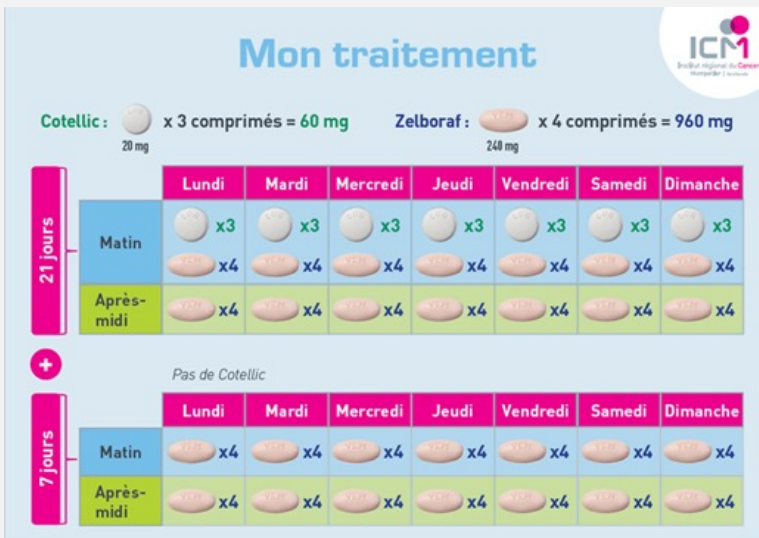 Mon traitement
ICM
Institut régional du Cancer
Montpellier
Cotellic : x 3 comprimés = 60 mg Zelboraf : x 4 comprimés = 960 mg
20 mg 240 mg
Lundi Mardi Mercredi Jeudi Vendredi Samedi Dimanche
21 jours
Matin
x3 x3 x3 x3 x3 x3 x3
x4 x4 x4 x4 x4 x4 x4
Après-
midi
x4 x4 x4 x4 x4 x4 x4
+
Pas de Cotellic
Lundi Mardi Mercredi Jeudi Vendredi Samedi Dimanche
7 jours
Matin x4 x4 x4 x4 x4 x4 x4
Après-
midi
x4 x4 x4 x4 x4 x4 x4